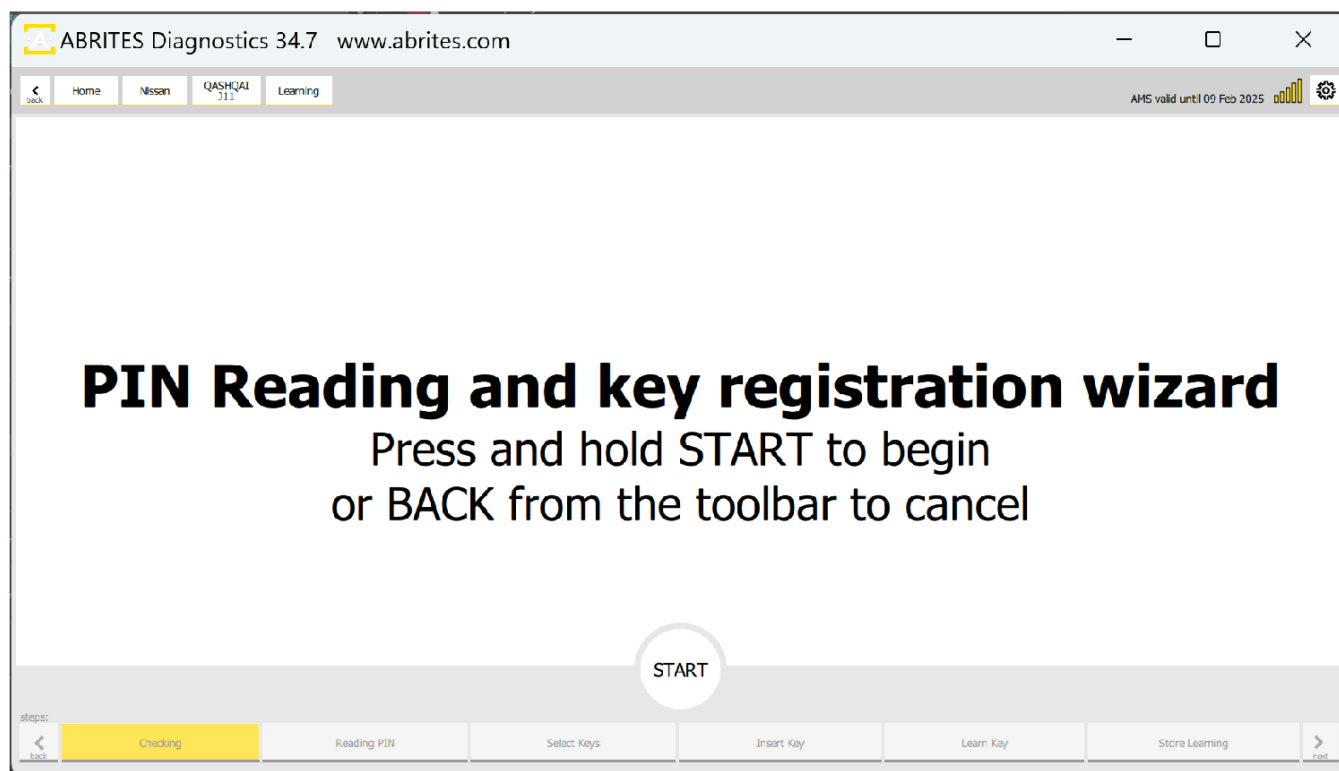 ABRITES Diagnostics 34.7 www.abrites.com
back
Home
Nissan
QASHQAI
J11
Learning
AMS valid until 09 Feb 2025
PIN Reading and key registration wizard
Press and hold START to begin
or BACK from the toolbar to cancel
START
steps:
back
Checking
Reading PIN
Select Keys
Insert Key
Learn Key
Store Learning
next